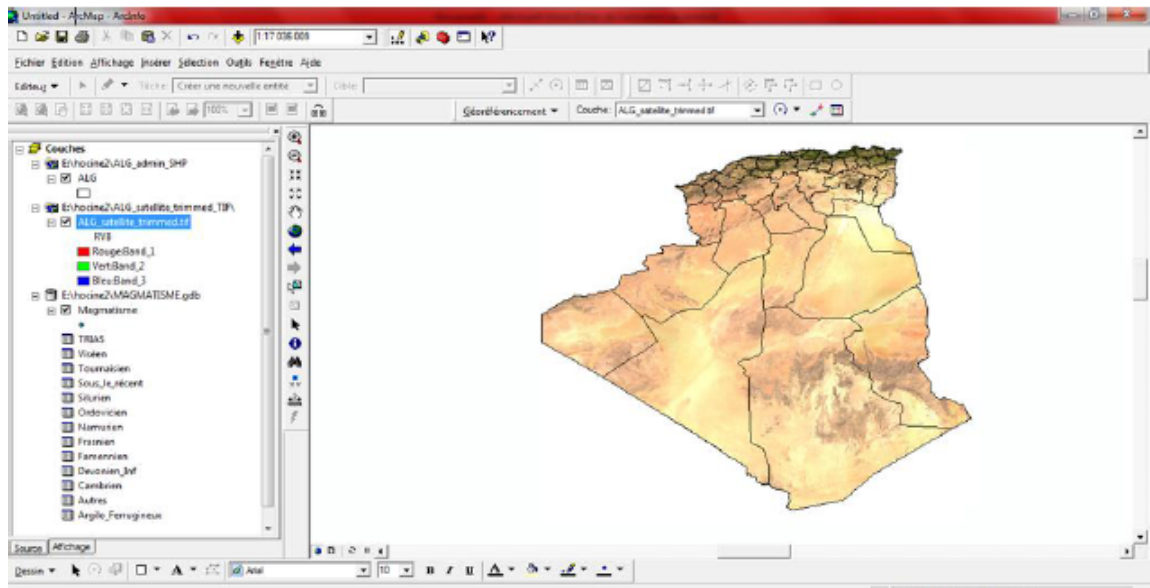 Untitled - ArcMap - ArcInfo
1:17 036 008
Fichier Edition Affichage Insérer Sélection Outils Fenêtre Aide
Editeur Tâche: Créer une nouvelle entité Cible:
100% Géoréférencement Couche: ALG_satellite_trimmed.tif
Couches
E:\hocine2\ALG_admin_SHP
ALG
E:\hocine2\ALG_satellite_trimmed_TIF\
ALG_satellite_trimmed.tif
RVB
Rouge:Band_1
Vert:Band_2
Bleu:Band_3
E:\hocine2\MAGMATISME.gdb
Magmatisme
TRIAS
Viséen
Tournaisien
Sous_le_récent
Silurien
Ordovicien
Namurien
Frasnien
Famennien
Devonien_Inf
Cambrien
Autres
Argile_Ferrugineux
Source Affichage
Dessin A Arial 10 B I U A